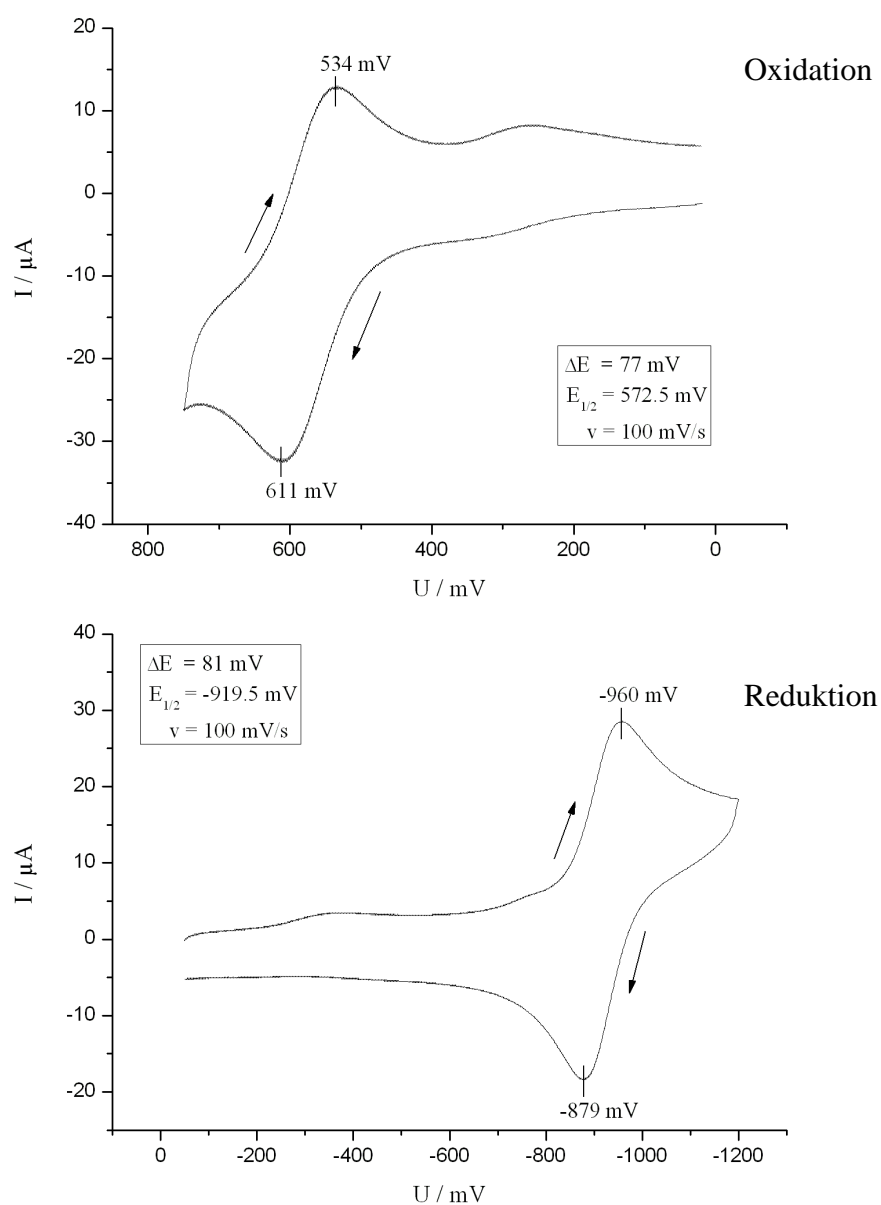 Oxidation
20
10
0
-10
-20
-30
-40
I / µA
534 mV
611 mV
ΔE = 77 mV
E1/2 = 572.5 mV
v = 100 mV/s
800 600 400 200 0
U / mV
Reduktion
40
30
20
10
0
-10
-20
I / µA
ΔE = 81 mV
E1/2 = -919.5 mV
v = 100 mV/s
-960 mV
-879 mV
0 -200 -400 -600 -800 -1000 -1200
U / mV